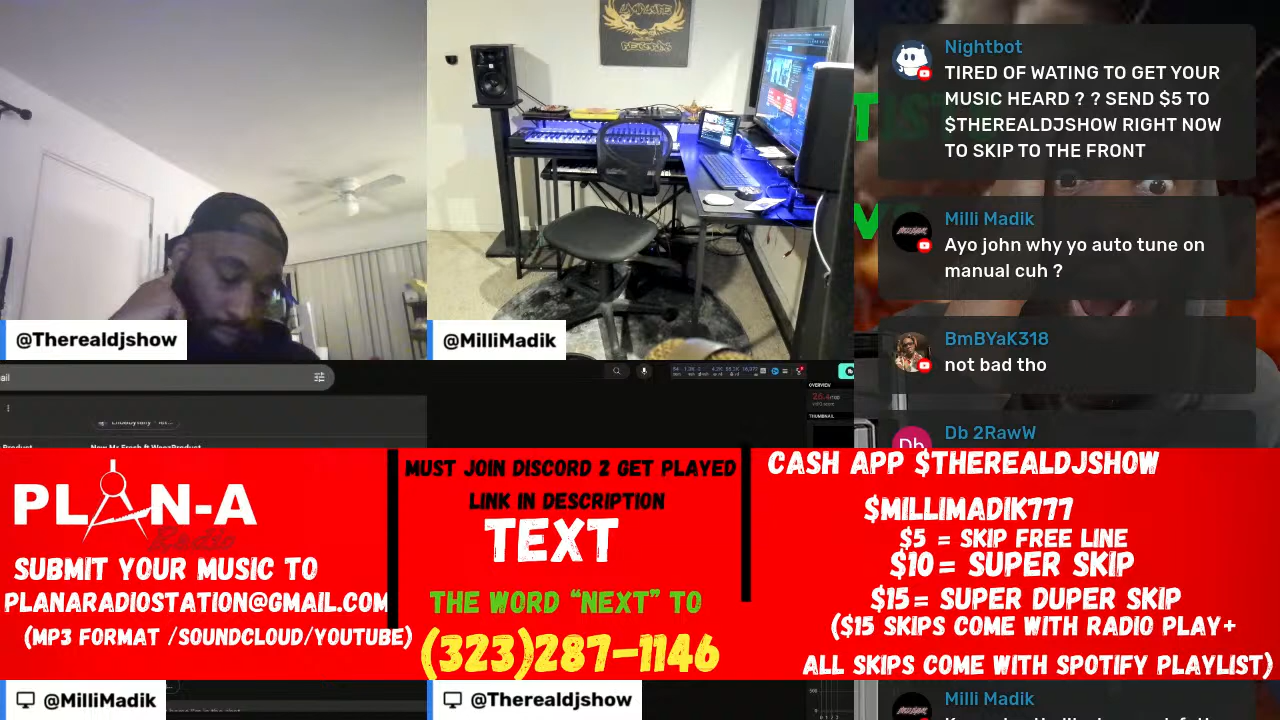 Nightbot
TIRED OF WATING TO GET YOUR
MUSIC HEARD ? ? SEND $5 TO
$THEREALDJSHOW RIGHT NOW
TO SKIP TO THE FRONT
Milli Madik
Ayo john why yo auto tune on
manual cuh ?
BmBYaK318
not bad tho
Db 2RawW
Db
@Therealdjshow
@MilliMadik
ail
OVERVIEW
THUMBNAIL
PLAN-A
Radio
SUBMIT YOUR MUSIC TO
PLANARADIOSTATION@GMAIL.COM
(MP3 FORMAT /SOUNDCLOUD/YOUTUBE)
MUST JOIN DISCORD 2 GET PLAYED
LINK IN DESCRIPTION
TEXT
THE WORD “NEXT” TO
(323)287-1146
CASH APP $THEREALDJSHOW
$MILLIMADIK777
$5 = SKIP FREE LINE
$10 = SUPER SKIP
$15= SUPER DUPER SKIP
($15 SKIPS COME WITH RADIO PLAY+
ALL SKIPS COME WITH SPOTIFY PLAYLIST)
@MilliMadik
@Therealdjshow
Milli Madik